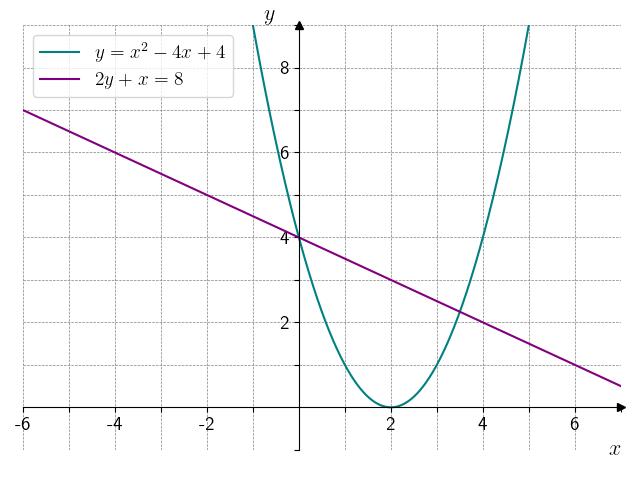 y
y = x² − 4x + 4
2y + x = 8
8
6
4
2
-6 -4 -2 2 4 6
x